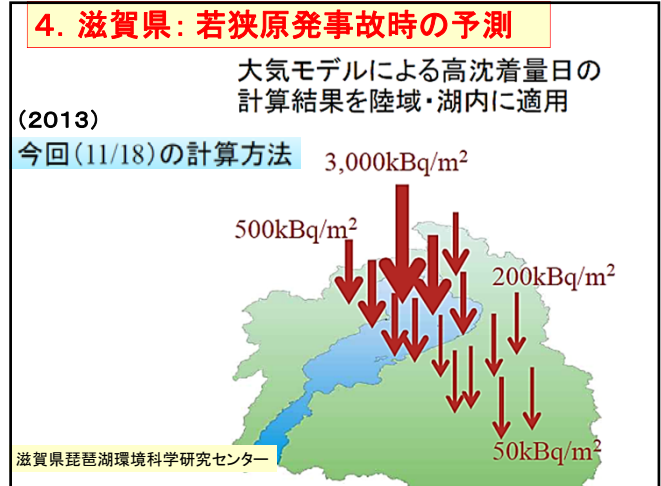 ４．滋賀県：若狭原発事故時の予測
大気モデルによる高沈着量日の
計算結果を陸域・湖内に適用
（2013）
今回（11/18）の計算方法
3,000kBq/m²
500kBq/m²
200kBq/m²
50kBq/m²
滋賀県琵琶湖環境科学研究センター